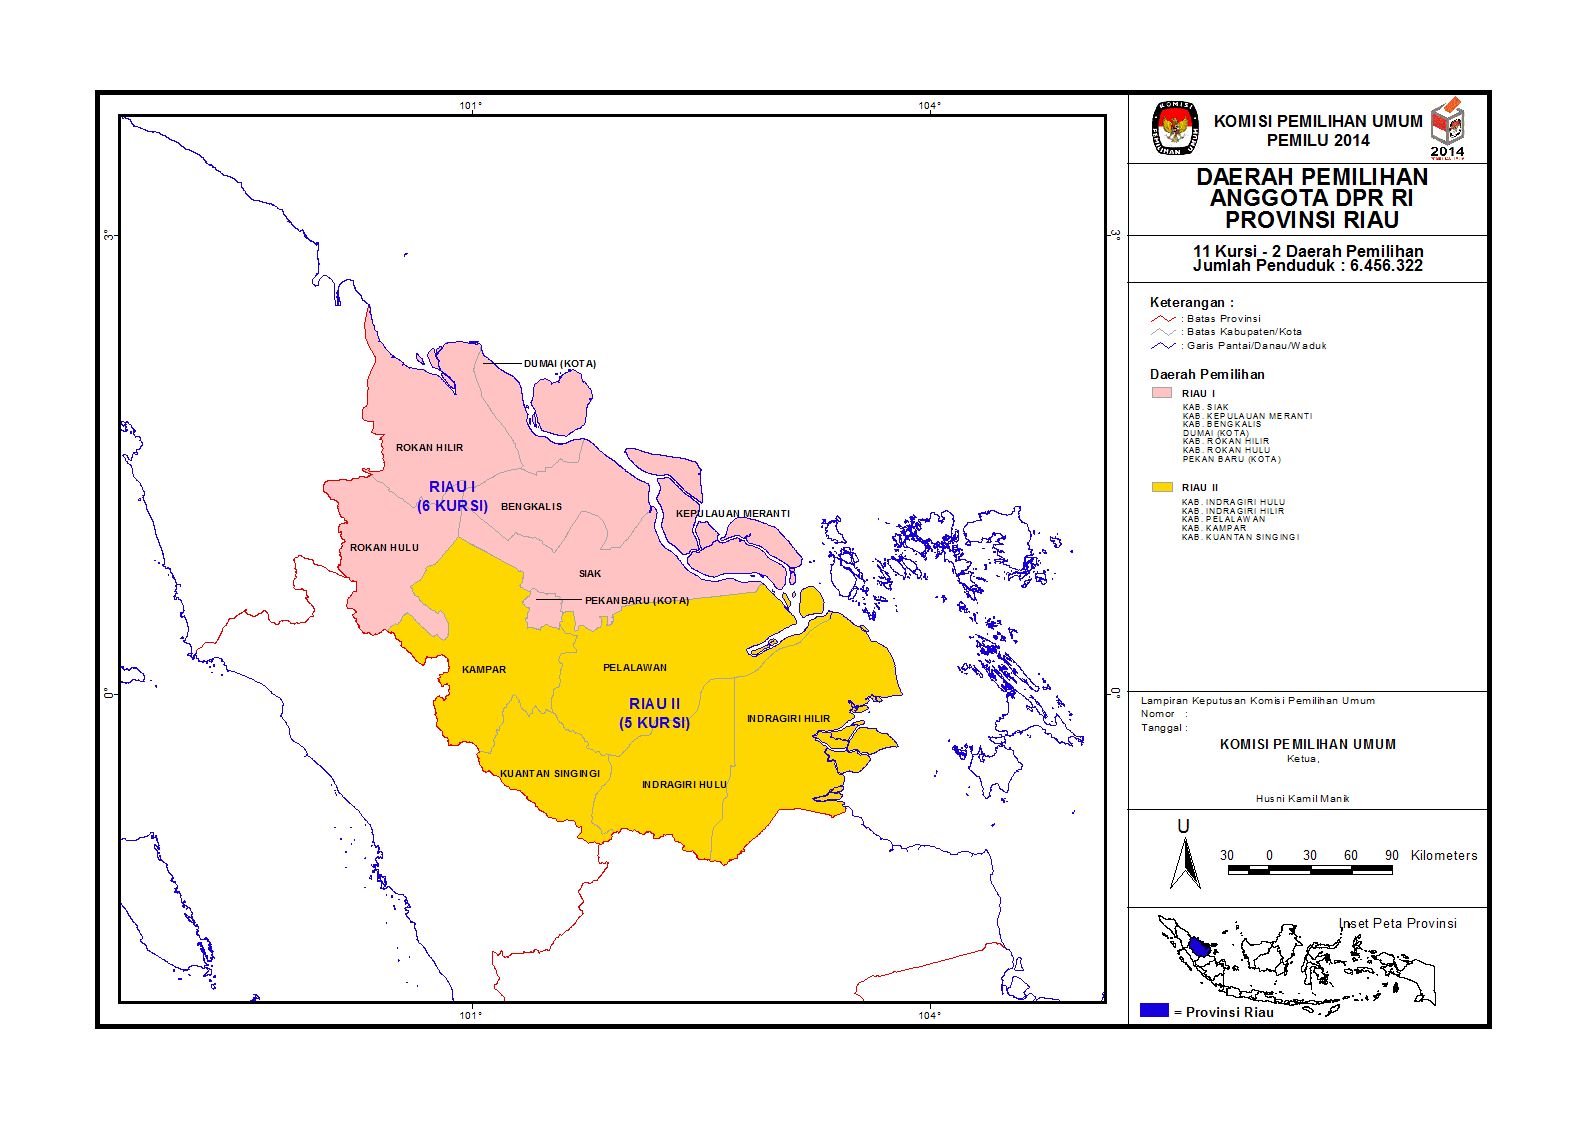 KOMISI
PEMILIHAN UMUM
KOMISI PEMILIHAN UMUM
PEMILU 2014
2014
DAERAH PEMILIHAN
ANGGOTA DPR RI
PROVINSI RIAU
11 Kursi - 2 Daerah Pemilihan
Jumlah Penduduk : 6.456.322
Keterangan :
: Batas Provinsi
: Batas Kabupaten/Kota
: Garis Pantai/Danau/Waduk
Daerah Pemilihan
RIAU I
KAB. SIAK
KAB. KEPULAUAN MERANTI
KAB. BENGKALIS
DUMAI (KOTA)
KAB. ROKAN HILIR
KAB. ROKAN HULU
PEKAN BARU (KOTA)
RIAU II
KAB. INDRAGIRI HULU
KAB. INDRAGIRI HILIR
KAB. PELALAWAN
KAB. KAMPAR
KAB. KUANTAN SINGINGI
Lampiran Keputusan Komisi Pemilihan Umum
Nomor :
Tanggal :
KOMISI PEMILIHAN UMUM
Ketua,
Husni Kamil Manik
U
30 0 30 60 90 Kilometers
Inset Peta Provinsi
= Provinsi Riau
101° 104°
3° 3°
DUMAI (KOTA)
ROKAN HILIR
RIAU I
(6 KURSI)
BENGKALIS
KEPULAUAN MERANTI
ROKAN HULU
SIAK
PEKANBARU (KOTA)
KAMPAR
PELALAWAN
0° 0°
RIAU II
(5 KURSI)
INDRAGIRI HILIR
KUANTAN SINGINGI
INDRAGIRI HULU
101° 104°